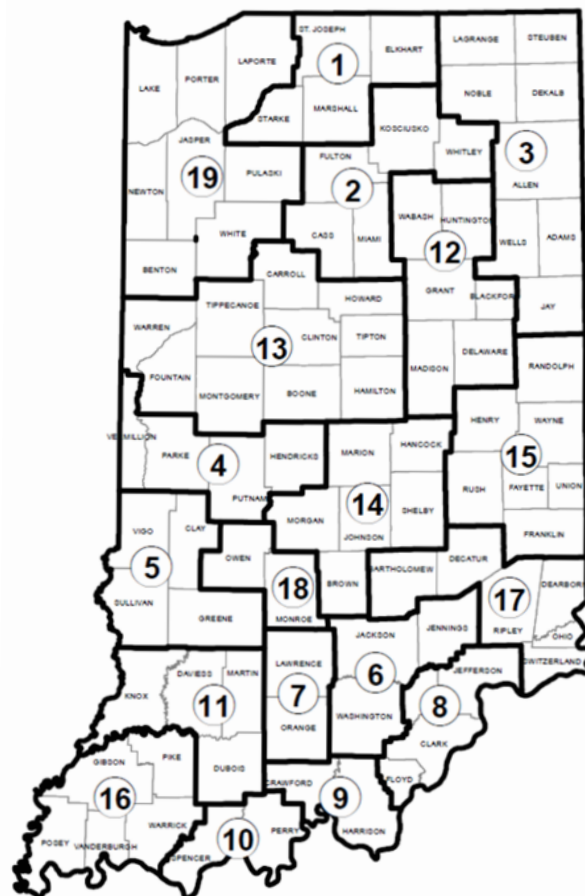 ST. JOSEPH
ELKHART
LAGRANGE
STEUBEN
LAPORTE
1
PORTER
LAKE
NOBLE
DEKALB
MARSHALL
STARKE
KOSCIUSKO
JASPER
WHITLEY
3
FULTON
19
PULASKI
2
ALLEN
NEWTON
WABASH
HUNTINGTON
WELLS
ADAMS
WHITE
CASS
MIAMI
12
BENTON
CARROLL
GRANT
BLACKFORD
JAY
TIPPECANOE
HOWARD
WARREN
13
CLINTON
TIPTON
DELAWARE
MADISON
RANDOLPH
FOUNTAIN
MONTGOMERY
BOONE
HAMILTON
HENRY
WAYNE
VERMILLION
HANCOCK
MARION
PARKE
4
HENDRICKS
15
RUSH
FAYETTE
UNION
PUTNAM
14
SHELBY
MORGAN
JOHNSON
VIGO
CLAY
FRANKLIN
OWEN
DECATUR
5
BARTHOLOMEW
BROWN
18
DEARBORN
17
SULLIVAN
GREENE
MONROE
RIPLEY
OHIO
JENNINGS
JACKSON
SWITZERLAND
LAWRENCE
DAVIESS
MARTIN
6
JEFFERSON
KNOX
11
7
8
WASHINGTON
ORANGE
CLARK
PIKE
GIBSON
DUBOIS
CRAWFORD
FLOYD
16
9
WARRICK
HARRISON
PERRY
10
POSEY
VANDERBURGH
SPENCER